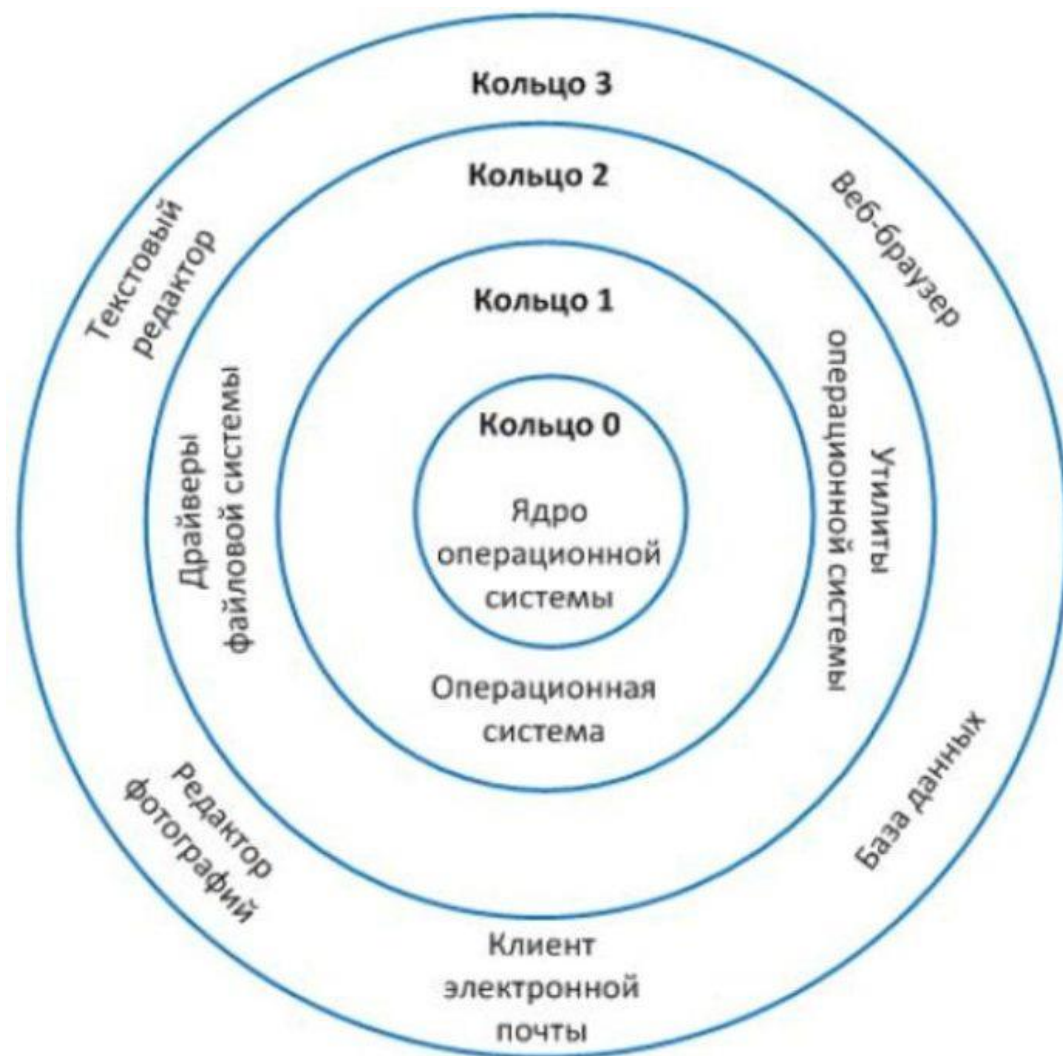 Кольцо 3
Кольцо 2
Кольцо 1
Кольцо 0
Ядро
операционной
системы
Операционная
система
Драйверы
файловой системы
Утилиты
операционной системы
Текстовый
редактор
Веб-браузер
Редактор
фотографий
Клиент
электронной
почты
База данных